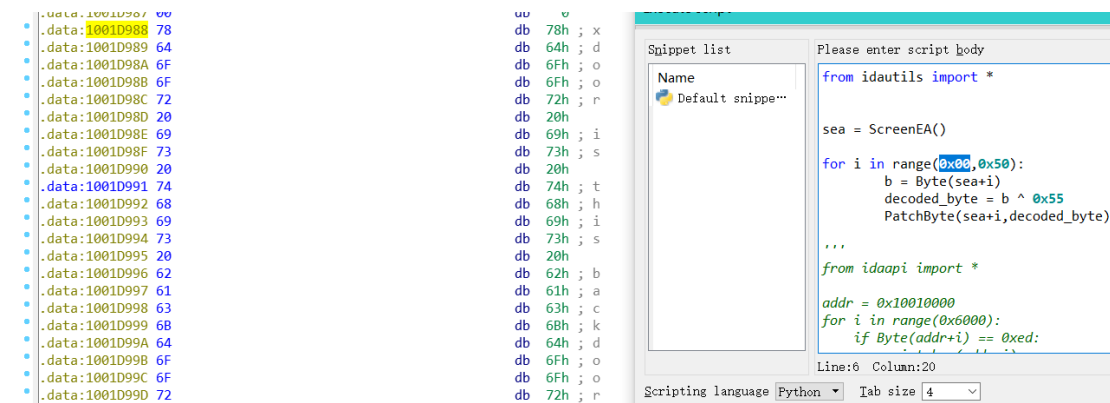 .data:1001D987 00 db 0
.data:1001D988 78 db 78h ; x
.data:1001D989 64 db 64h ; d
.data:1001D98A 6F db 6Fh ; o
.data:1001D98B 6F db 6Fh ; o
.data:1001D98C 72 db 72h ; r
.data:1001D98D 20 db 20h
.data:1001D98E 69 db 69h ; i
.data:1001D98F 73 db 73h ; s
.data:1001D990 20 db 20h
.data:1001D991 74 db 74h ; t
.data:1001D992 68 db 68h ; h
.data:1001D993 69 db 69h ; i
.data:1001D994 73 db 73h ; s
.data:1001D995 20 db 20h
.data:1001D996 62 db 62h ; b
.data:1001D997 61 db 61h ; a
.data:1001D998 63 db 63h ; c
.data:1001D999 6B db 6Bh ; k
.data:1001D99A 64 db 64h ; d
.data:1001D99B 6F db 6Fh ; o
.data:1001D99C 6F db 6Fh ; o
.data:1001D99D 72 db 72h ; r
Snippet list
Name
Default snippe…
Please enter script body
from idautils import *
sea = ScreenEA()
for i in range(0x00,0x50):
b = Byte(sea+i)
decoded_byte = b ^ 0x55
PatchByte(sea+i,decoded_byte)
'''
from idaapi import *
addr = 0x10010000
for i in range(0x6000):
if Byte(addr+i) == 0xed:
Line:6 Column:20
Scripting language Python Tab size 4